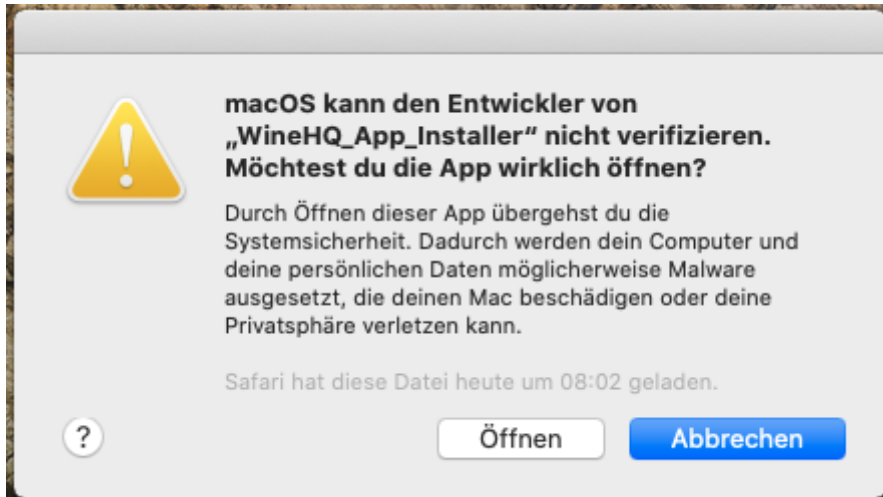 macOS kann den Entwickler von
„WineHQ_App_Installer“ nicht verifizieren.
Möchtest du die App wirklich öffnen?
Durch Öffnen dieser App übergehst du die
Systemsicherheit. Dadurch werden dein Computer und
deine persönlichen Daten möglicherweise Malware
ausgesetzt, die deinen Mac beschädigen oder deine
Privatsphäre verletzen kann.
Safari hat diese Datei heute um 08:02 geladen.
?
Öffnen
Abbrechen